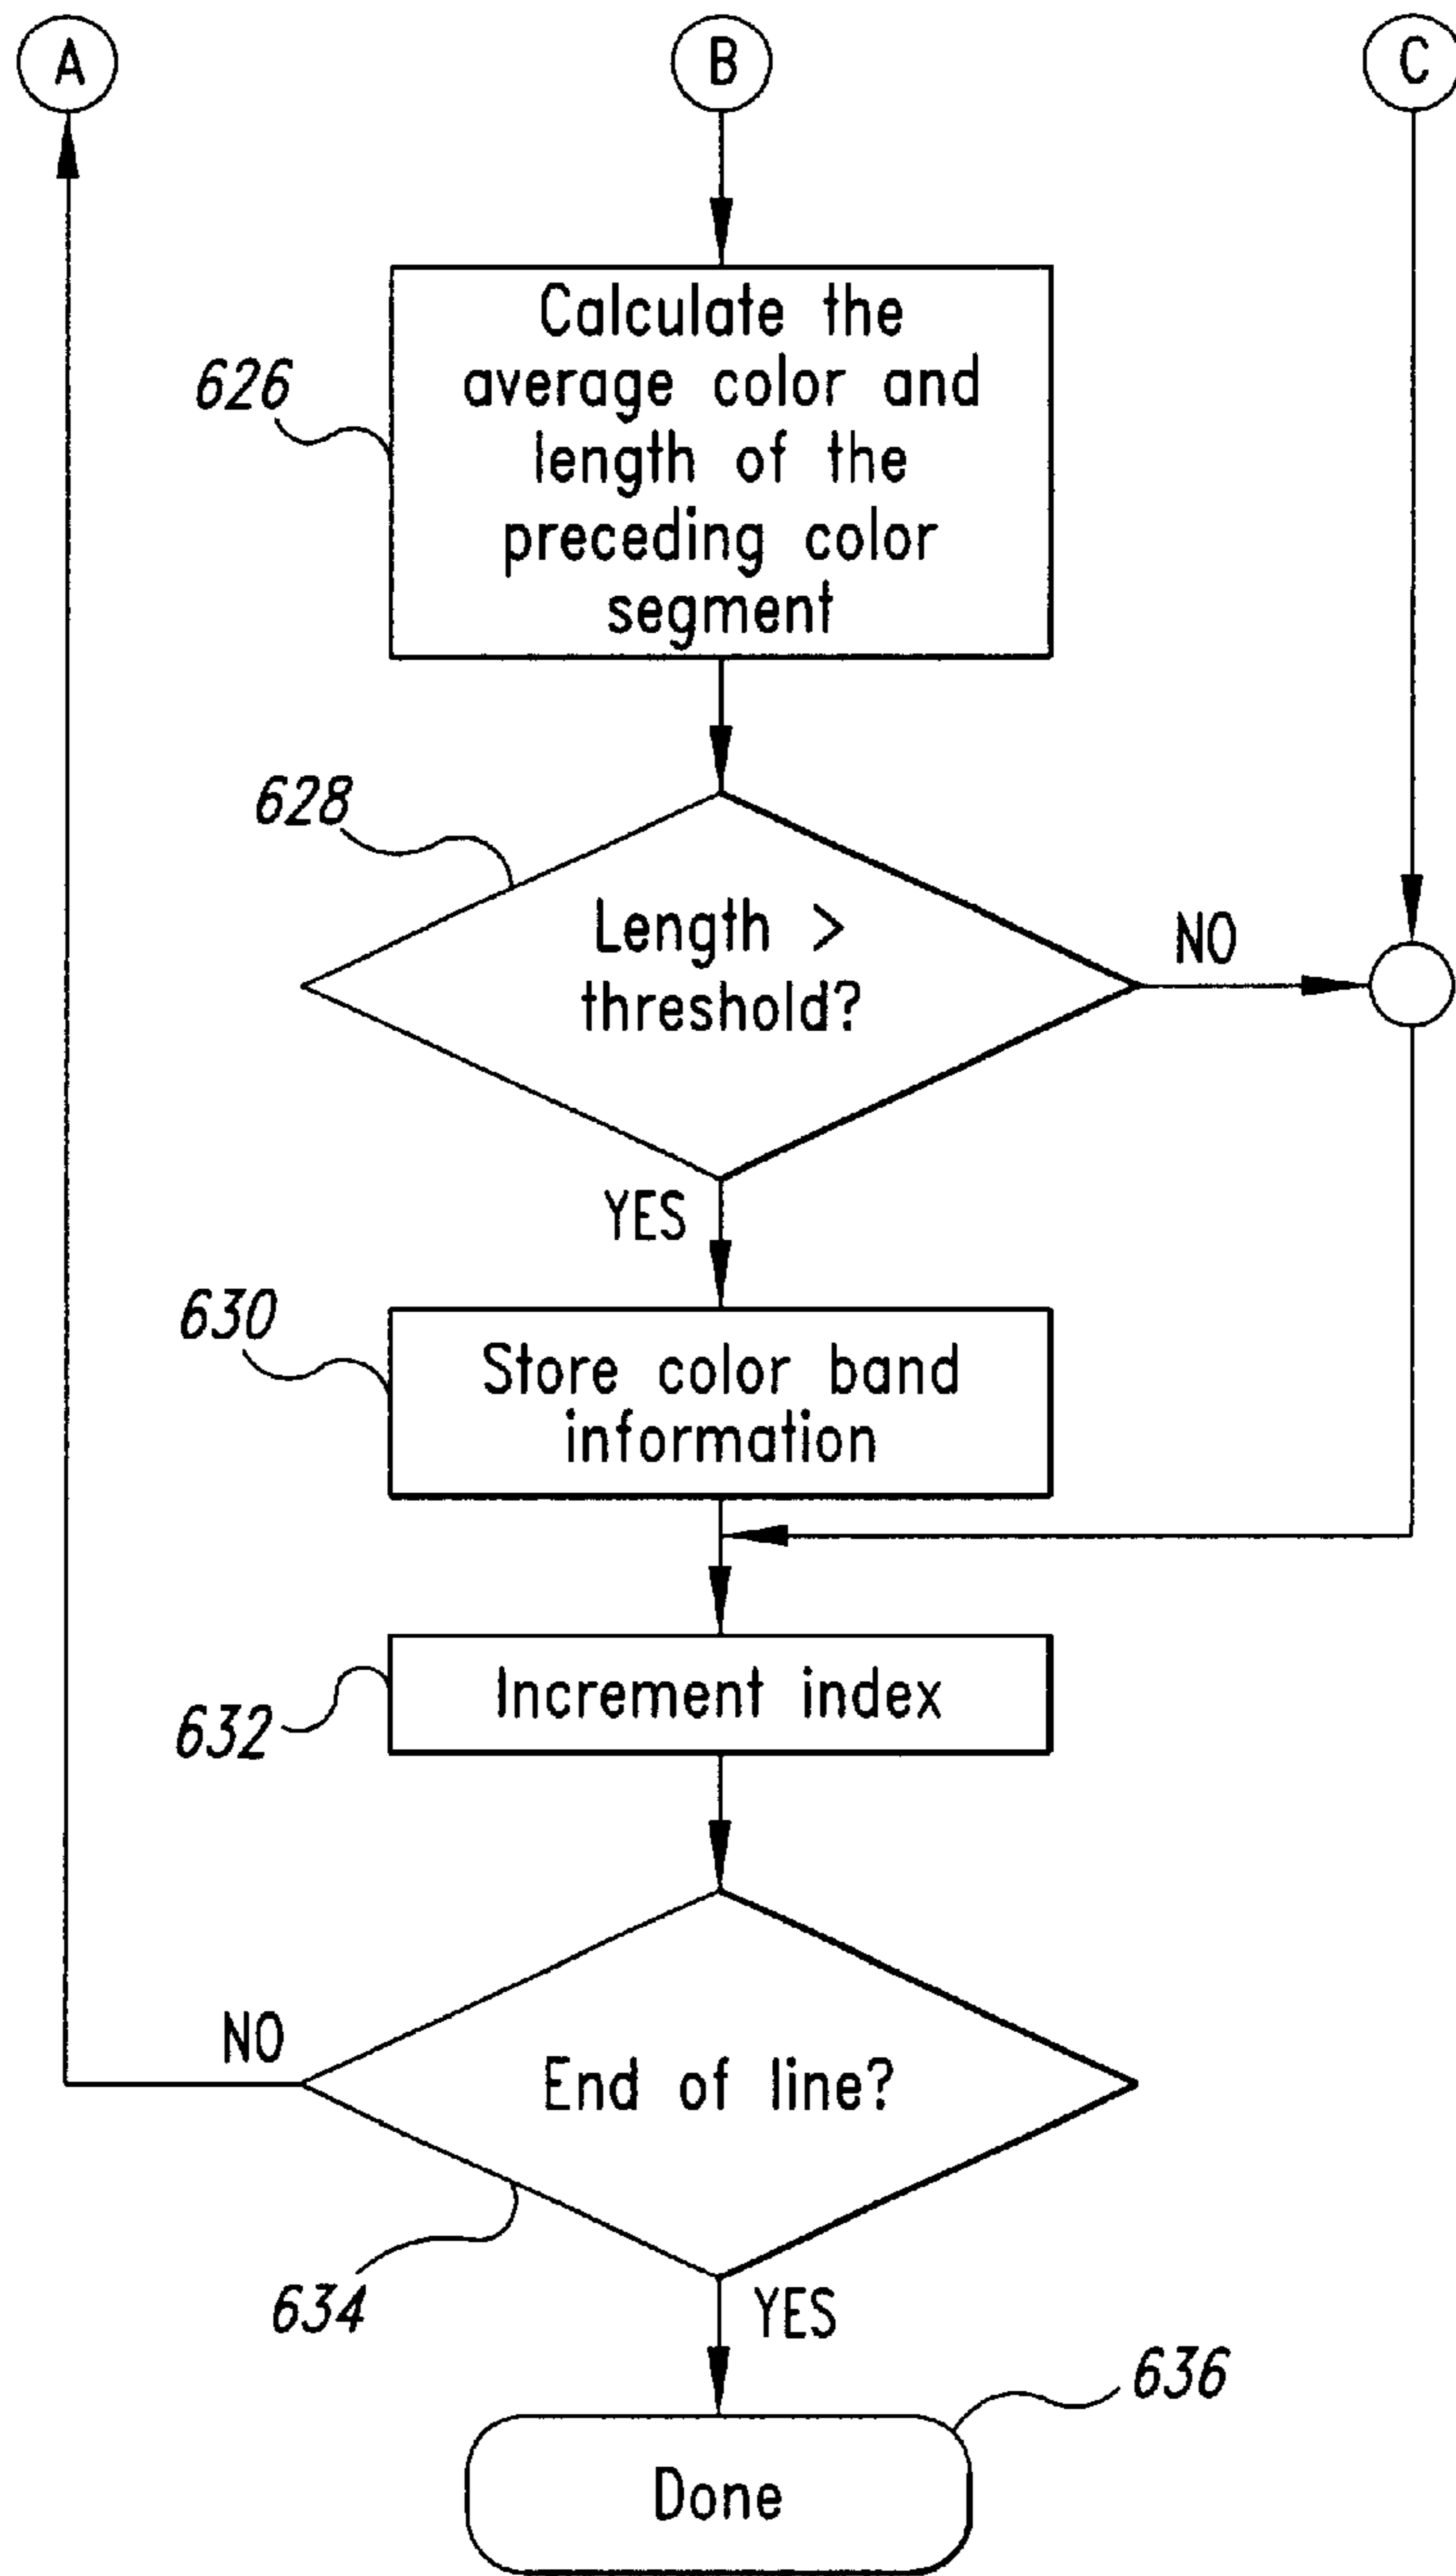 A
B
C
Calculate the
average color and
length of the
preceding color
segment
626
628
Length >
threshold?
NO
YES
630
Store color band
information
632
Increment index
NO
End of line?
634
YES
636
Done